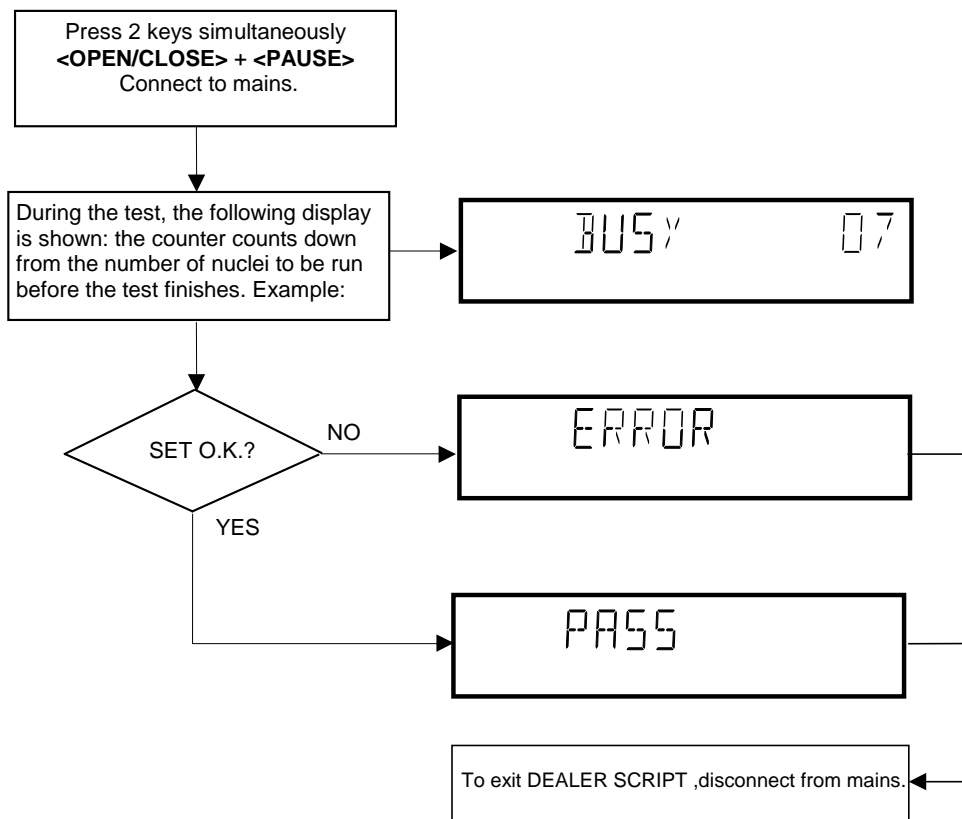 Press 2 keys simultaneously
<OPEN/CLOSE> + <PAUSE>
Connect to mains.
During the test, the following display
is shown: the counter counts down
from the number of nuclei to be run
before the test finishes. Example:
BUSY 07
SET O.K.?
NO
ERROR
YES
PASS
To exit DEALER SCRIPT ,disconnect from mains.